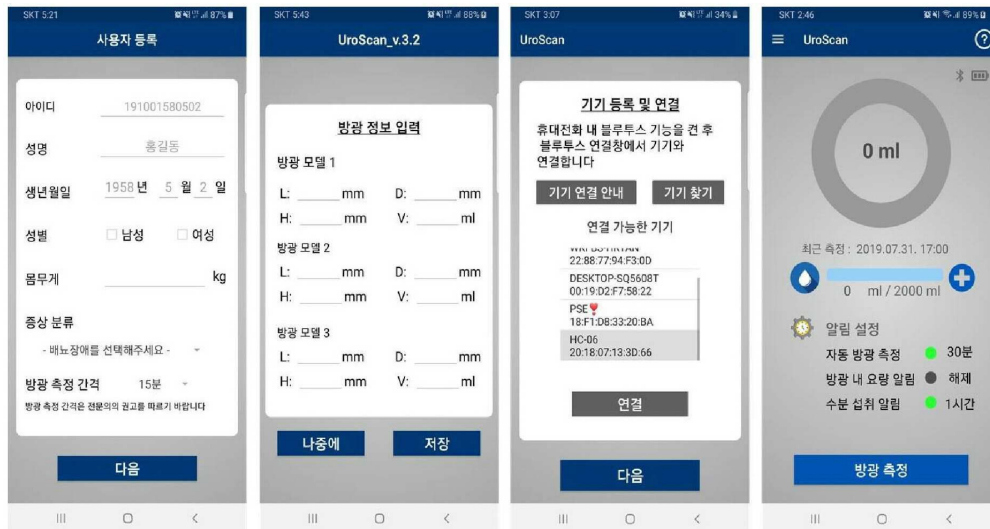 SKT 5:21
87%
사용자 등록
아이디 191001580502
성명 홍길동
생년월일 1958 년 5 월 2 일
성별 남성 여성
몸무게 kg
증상 분류
- 배뇨장애를 선택해주세요 -
방광 측정 간격 15분
방광 측정 간격은 전문의의 권고를 따르기 바랍니다
다음
SKT 5:43
88%
UroScan_v.3.2
방광 정보 입력
방광 모델 1
L: mm D: mm
H: mm V: ml
방광 모델 2
L: mm D: mm
H: mm V: ml
방광 모델 3
L: mm D: mm
H: mm V: ml
나중에 저장
SKT 3:07
34%
UroScan
기기 등록 및 연결
휴대전화 내 블루투스 기능을 켠 후
블루투스 연결창에서 기기와
연결합니다
기기 연결 안내 기기 찾기
연결 가능한 기기
22:88:77:94:F3:0D
DESKTOP-SQ5608T
00:19:D2:F7:58:22
PSE❣
18:F1:D8:33:20:BA
HC-06
20:18:07:13:3D:66
연결
다음
SKT 2:46
89%
UroScan
?
0 ml
최근 측정 : 2019.07.31. 17:00
0 ml / 2000 ml
알림 설정
자동 방광 측정 30분
방광 내 요량 알림 해제
수분 섭취 알림 1시간
방광 측정